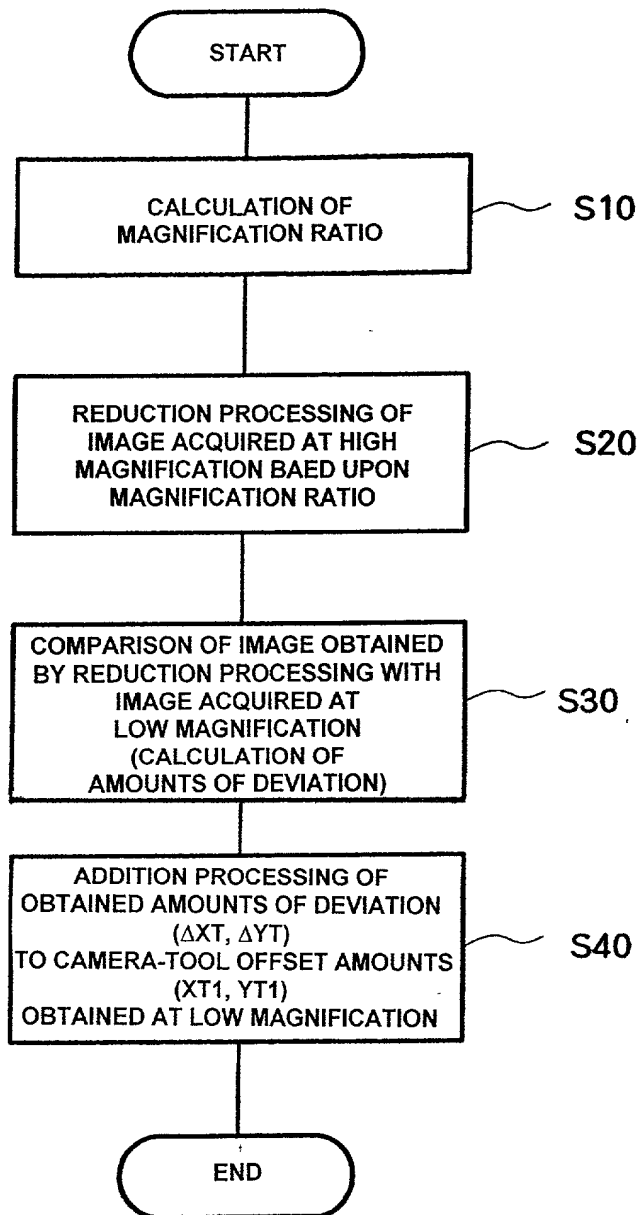 START
CALCULATION OF
MAGNIFICATION RATIO
S10
REDUCTION PROCESSING OF
IMAGE ACQUIRED AT HIGH
MAGNIFICATION BAED UPON
MAGNIFICATION RATIO
S20
COMPARISON OF IMAGE OBTAINED
BY REDUCTION PROCESSING WITH
IMAGE ACQUIRED AT
LOW MAGNIFICATION
(CALCULATION OF
AMOUNTS OF DEVIATION)
S30
ADDITION PROCESSING OF
OBTAINED AMOUNTS OF DEVIATION
(ΔXT, ΔYT)
TO CAMERA-TOOL OFFSET AMOUNTS
(XT1, YT1)
OBTAINED AT LOW MAGNIFICATION
S40
END